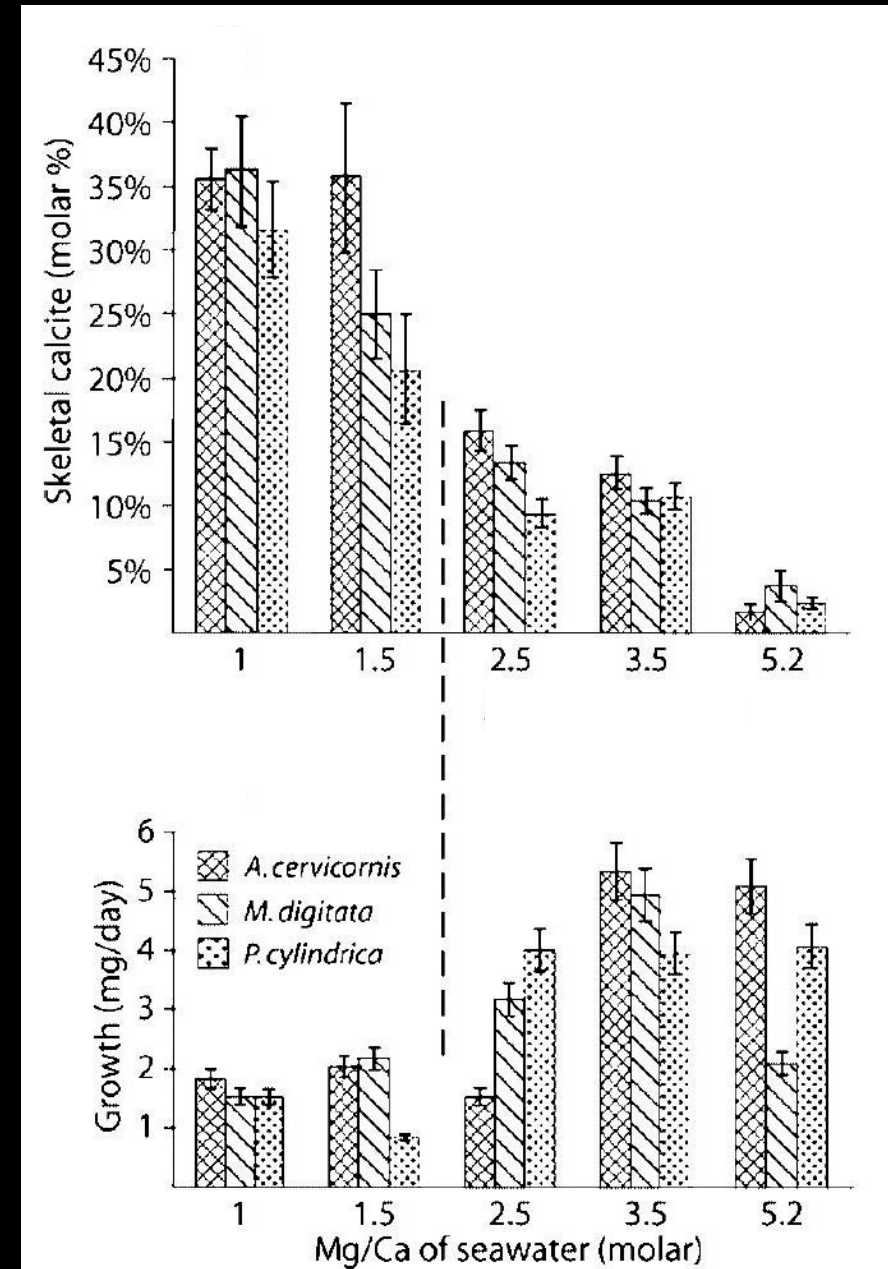 45%
40%
35%
30%
25%
20%
15%
10%
5%
Skeletal calcite (molar %)
1 1.5 2.5 3.5 5.2
6
5
4
3
2
1
Growth (mg/day)
A. cervicornis
M. digitata
P. cylindrica
1 1.5 2.5 3.5 5.2
Mg/Ca of seawater (molar)